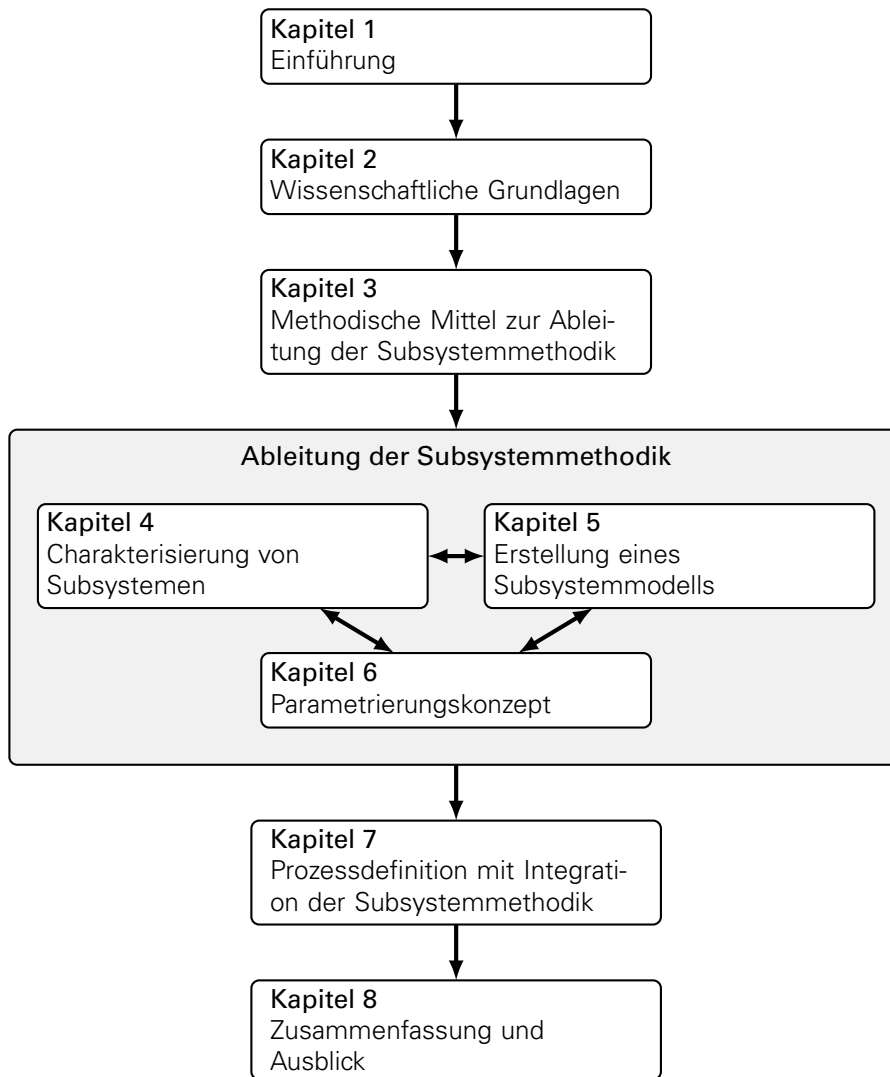 Kapitel 1
Einführung
Kapitel 2
Wissenschaftliche Grundlagen
Kapitel 3
Methodische Mittel zur Ablei-
tung der Subsystemmethodik
Ableitung der Subsystemmethodik
Kapitel 4
Charakterisierung von
Subsystemen
Kapitel 5
Erstellung eines
Subsystemmodells
Kapitel 6
Parametrierungskonzept
Kapitel 7
Prozessdefinition mit Integrati-
on der Subsystemmethodik
Kapitel 8
Zusammenfassung und
Ausblick